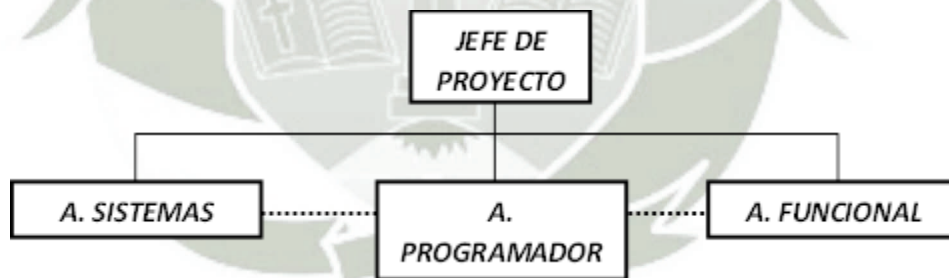 JEFE DE
PROYECTO
A. SISTEMAS
A.
PROGRAMADOR
A. FUNCIONAL